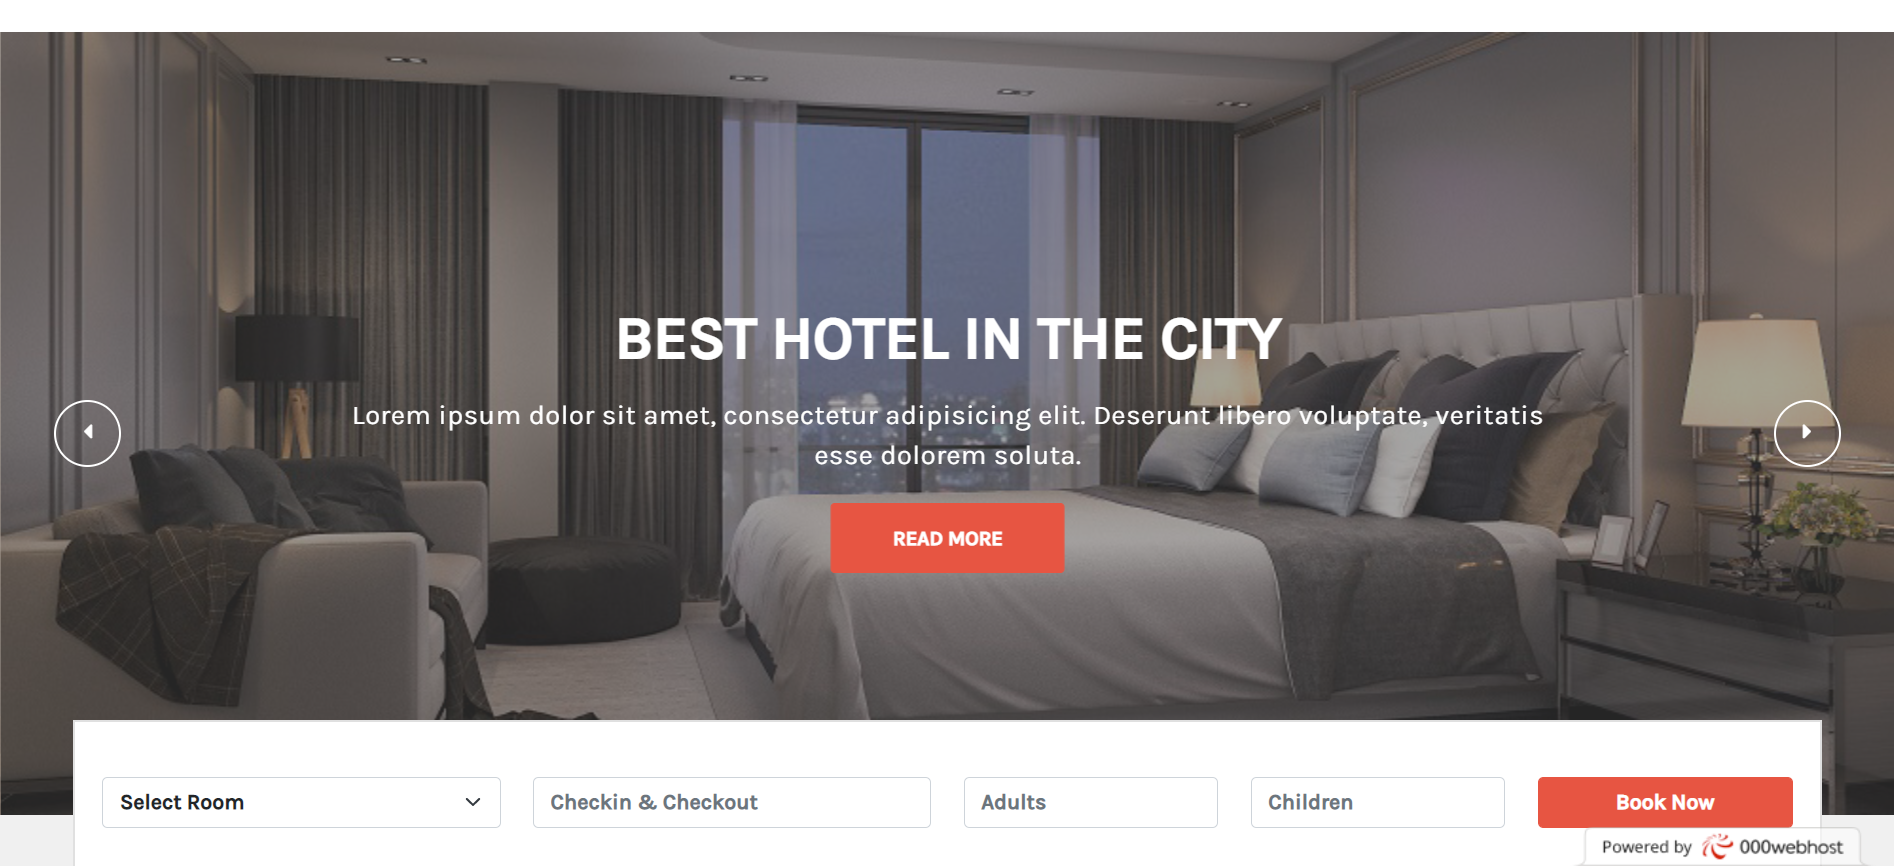 BEST HOTEL IN THE CITY
Lorem ipsum dolor sit amet, consectetur adipisicing elit. Deserunt libero voluptate, veritatis
esse dolorem soluta.
READ MORE
Select Room
Checkin & Checkout
Adults
Children
Book Now
Powered by 000webhost